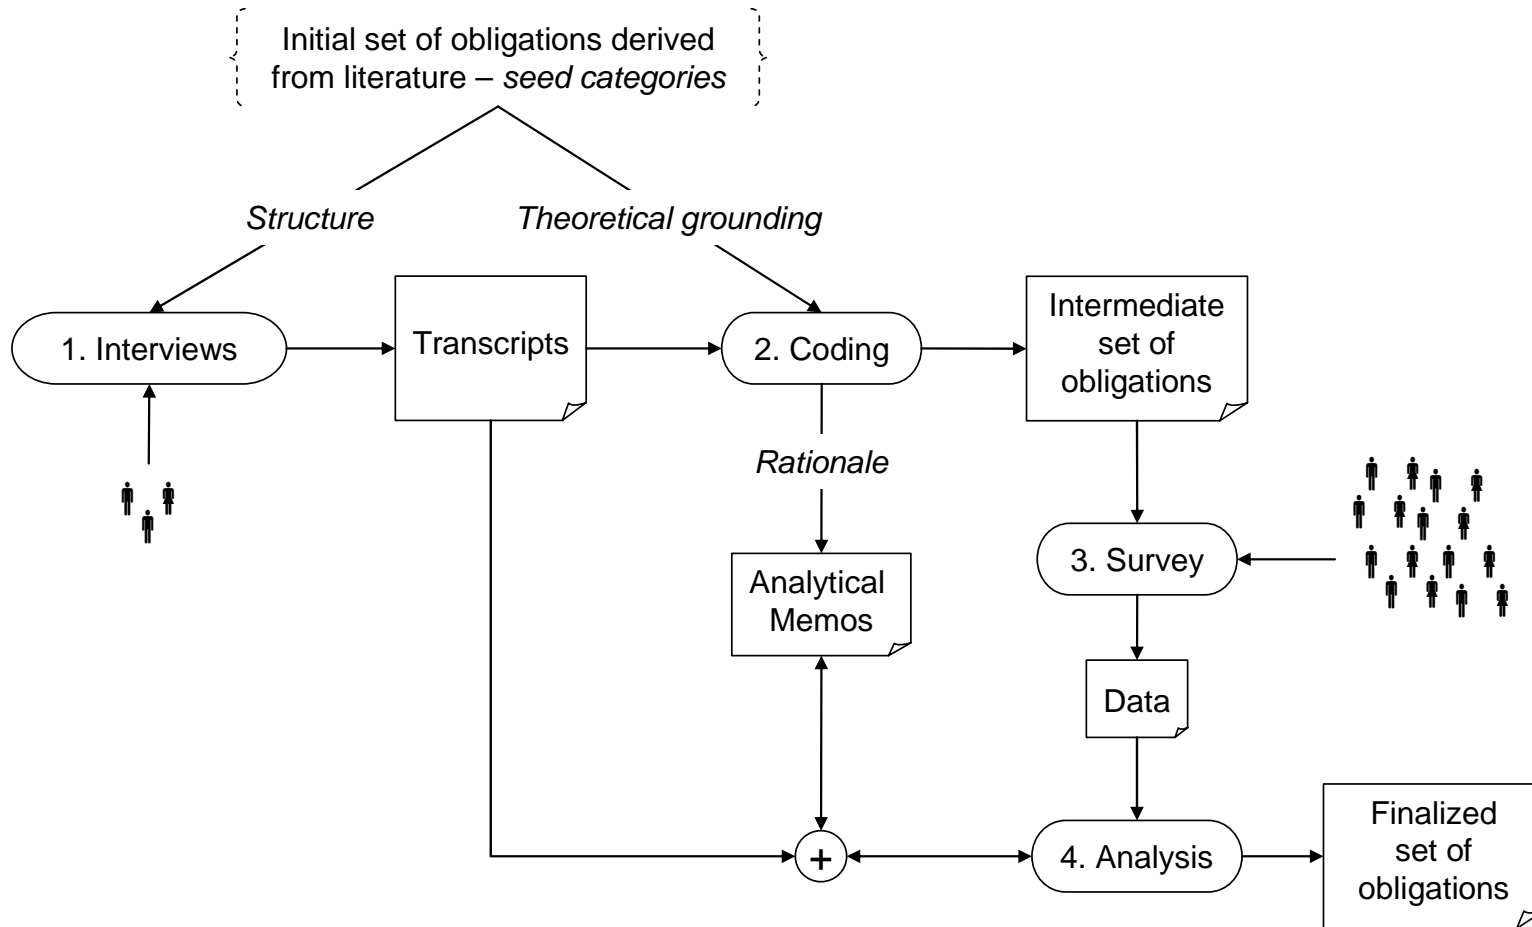 Initial set of obligations derived
from literature – seed categories
Structure
Theoretical grounding
1. Interviews
Transcripts
2. Coding
Intermediate
set of
obligations
Rationale
3. Survey
Analytical
Memos
Data
+
4. Analysis
Finalized
set of
obligations